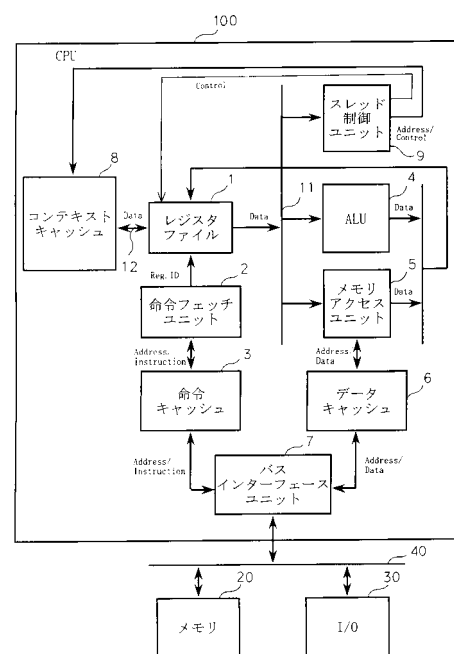 100
CPU
Control
スレッド
制御
ユニット
Address/
Control
9
8
コンテキスト
キャッシュ
Data
12
1
レジスタ
ファイル
Data
11
4
ALU
Data
Reg.ID
2
命令フェッチ
ユニット
5
メモリ
アクセス
ユニット
Data
Address
Instruction
3
命令
キャッシュ
Address
Data
データ
キャッシュ
6
Address/
Instruction
7
バス
インターフェース
ユニット
Address/
Data
40
20
メモリ
30
I/O